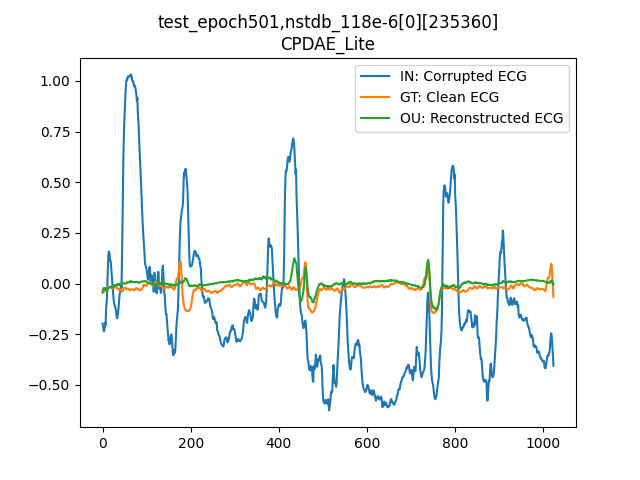 test_epoch501,nstdb_118e-6[0][235360]
CPDAE_Lite
IN: Corrupted ECG
GT: Clean ECG
OU: Reconstructed ECG
1.00
0.75
0.50
0.25
0.00
−0.25
−0.50
0 200 400 600 800 1000